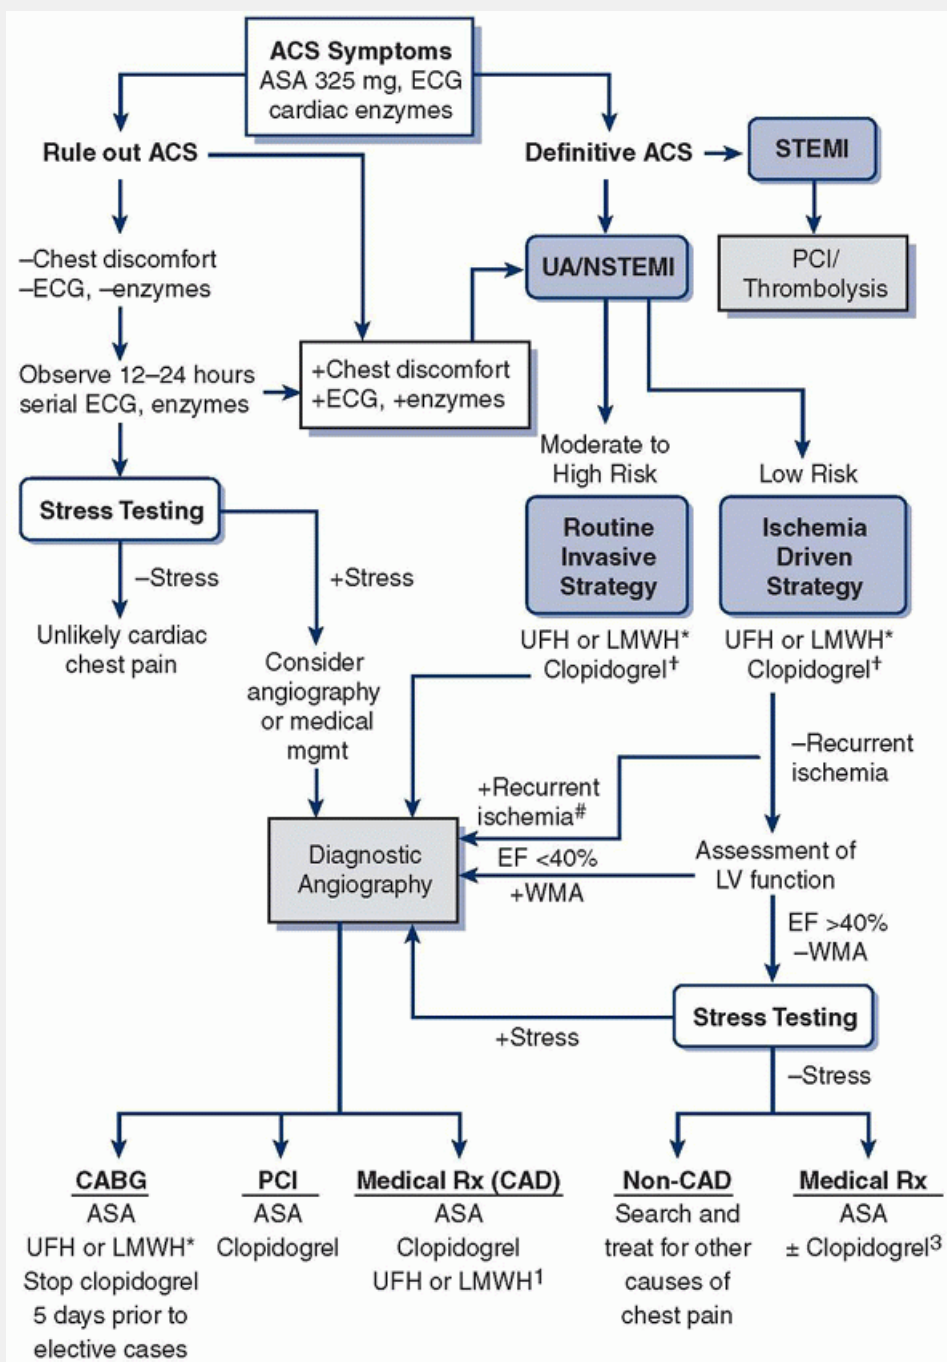 ACS Symptoms
ASA 325 mg, ECG
cardiac enzymes
Rule out ACS
Definitive ACS
STEMI
–Chest discomfort
–ECG, –enzymes
UA/NSTEMI
PCI/
Thrombolysis
Observe 12–24 hours
serial ECG, enzymes
+Chest discomfort
+ECG, +enzymes
Moderate to
High Risk
Low Risk
Stress Testing
Routine
Invasive
Strategy
Ischemia
Driven
Strategy
–Stress
+Stress
Unlikely cardiac
chest pain
Consider
angiography
or medical
mgmt
UFH or LMWH*
Clopidogrel†
UFH or LMWH*
Clopidogrel†
–Recurrent
ischemia
+Recurrent
ischemia#
Diagnostic
Angiography
EF <40%
+WMA
Assessment of
LV function
EF >40%
–WMA
Stress Testing
+Stress
–Stress
CABG
ASA
UFH or LMWH*
Stop clopidogrel
5 days prior to
elective cases
PCI
ASA
Clopidogrel
Medical Rx (CAD)
ASA
Clopidogrel
UFH or LMWH1
Non-CAD
Search and
treat for other
causes of
chest pain
Medical Rx
ASA
± Clopidogrel3